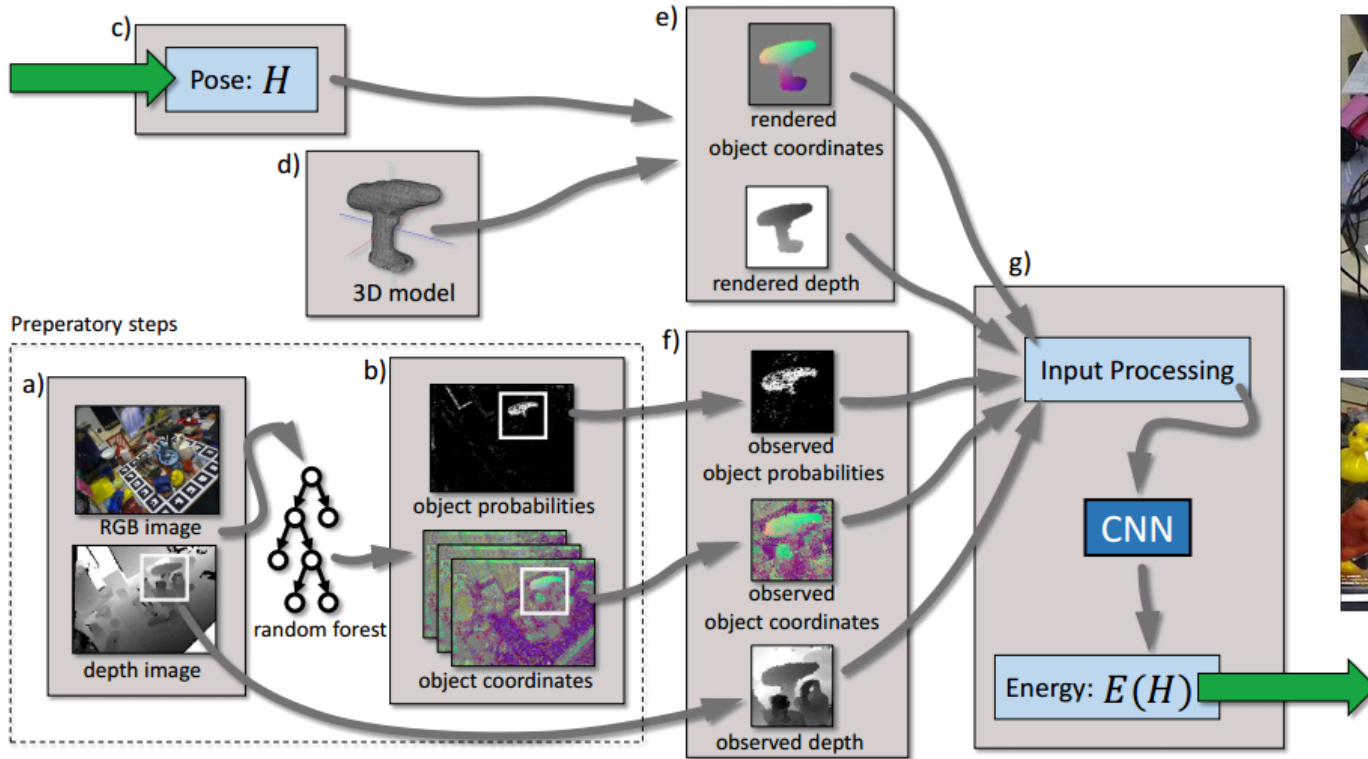 c)
Pose: H
d)
3D model
e)
rendered
object coordinates
rendered depth
Preperatory steps
a)
RGB image
depth image
random forest
b)
object probabilities
object coordinates
f)
observed
object probabilities
observed
object coordinates
observed depth
g)
Input Processing
CNN
Energy: E(H)